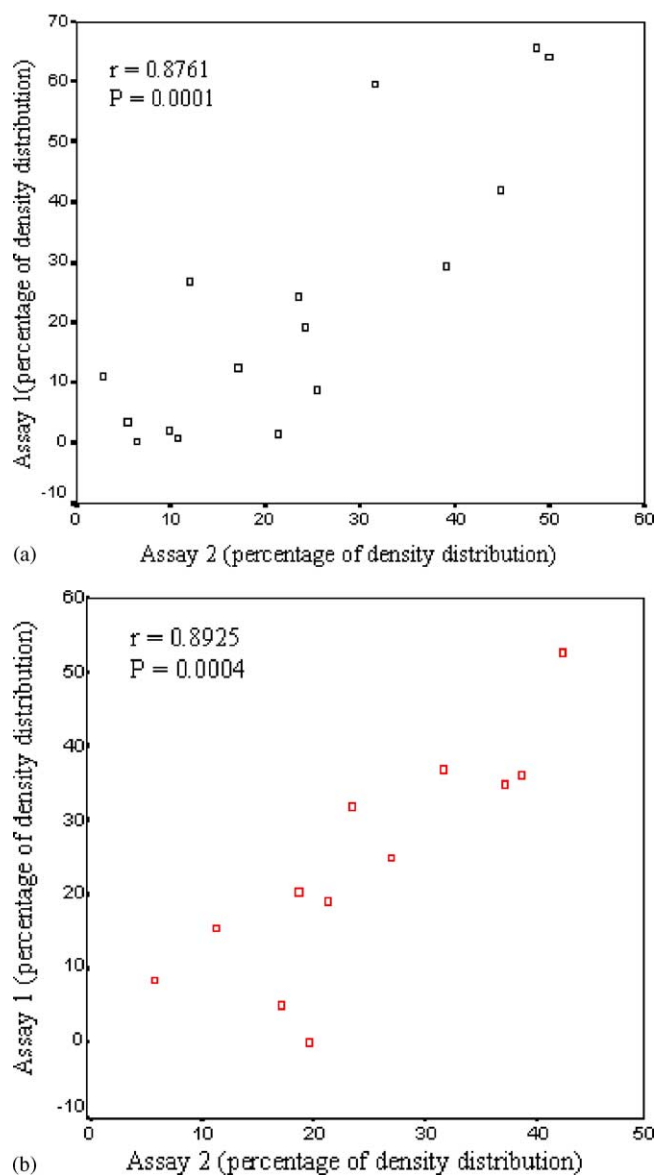 70
60
50
40
30
20
10
0
-10
r = 0.8761
P = 0.0001
Assay 1(percentage of density distribution)
0 10 20 30 40 50 60
(a) Assay 2 (percentage of density distribution)
60
50
40
30
20
10
0
-10
r = 0.8925
P = 0.0004
Assay 1 (percentage of density distribution)
0 10 20 30 40 50
(b) Assay 2 (percentage of density distribution)